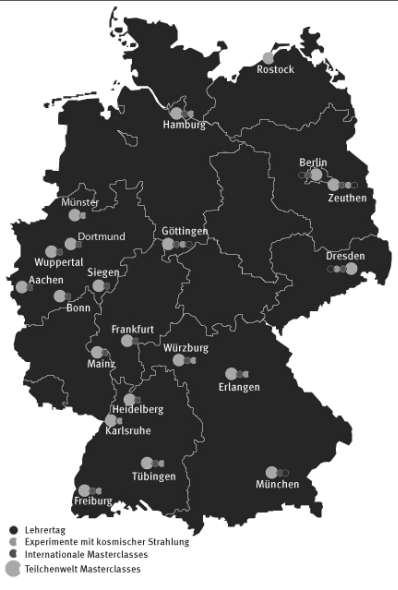 Rostock
Hamburg
Berlin
Zeuthen
Münster
Göttingen
Dortmund
Wuppertal
Dresden
Siegen
Aachen
Bonn
Frankfurt
Würzburg
Mainz
Erlangen
Heidelberg
Karlsruhe
Tübingen
München
Freiburg
Lehrertag
Experimente mit kosmischer Strahlung
Internationale Masterclasses
Teilchenwelt Masterclasses